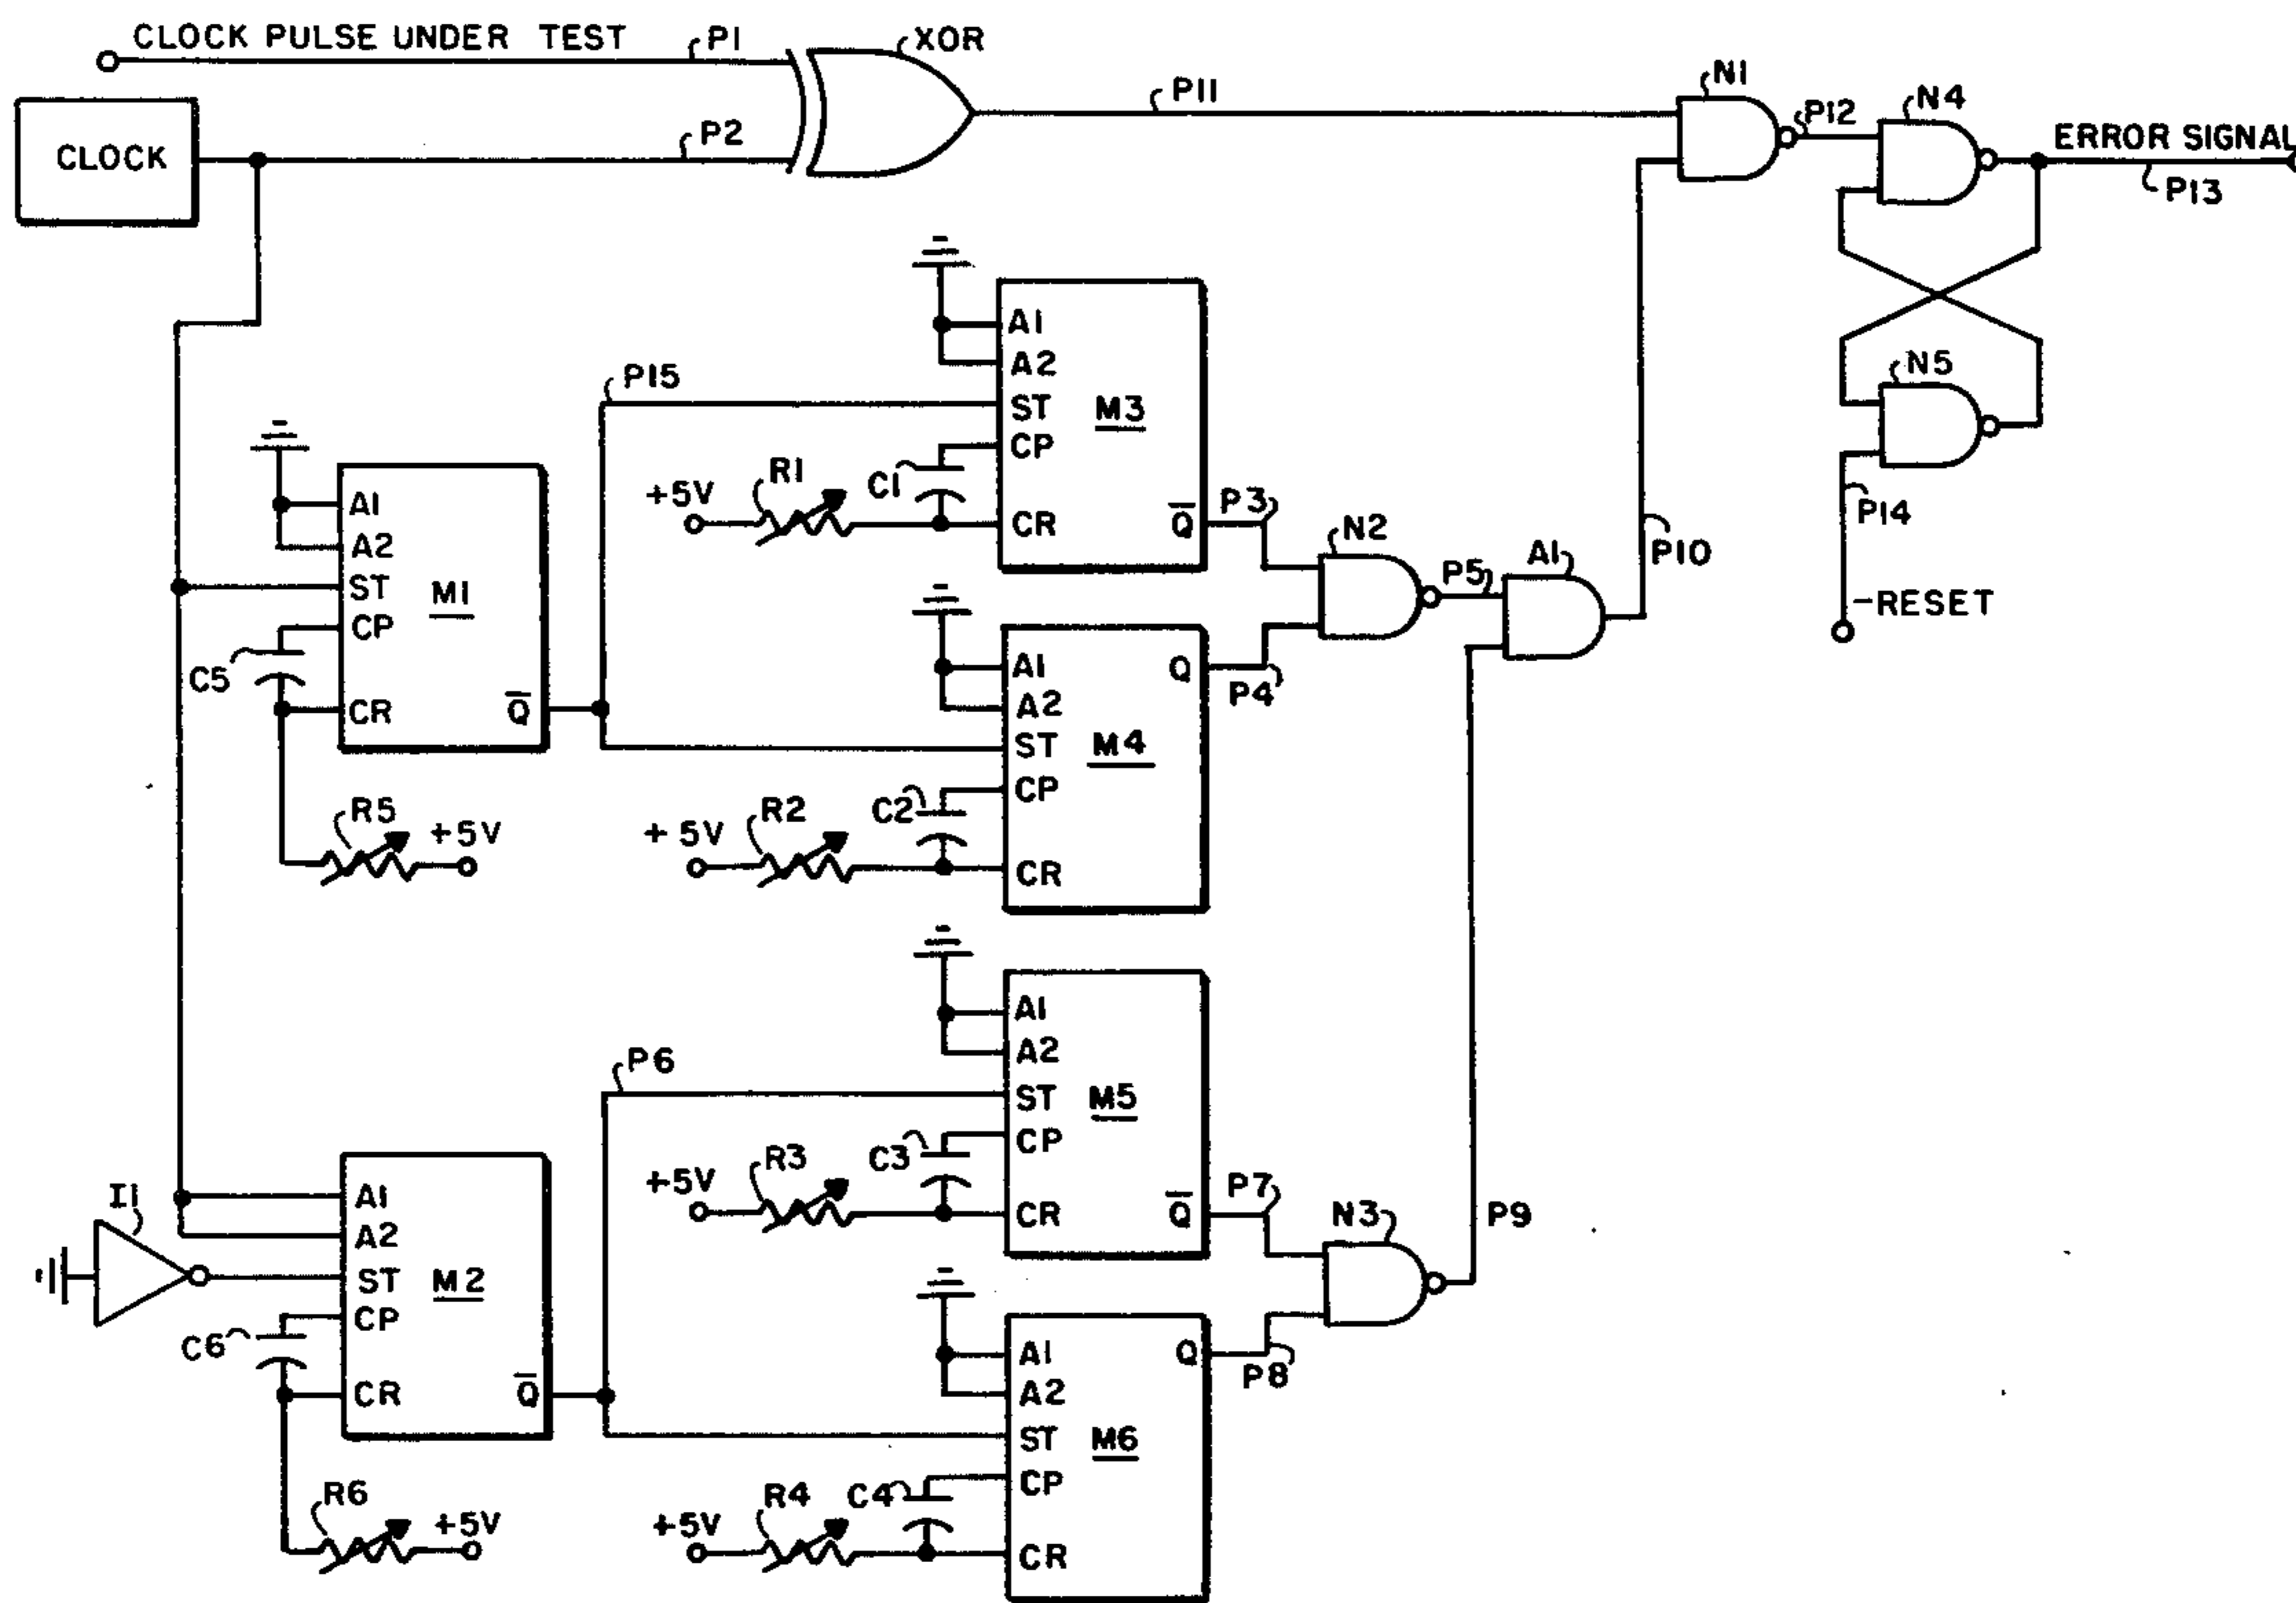 CLOCK PULSE UNDER TEST
P1
XOR
CLOCK
P2
P11
N1
P12
N4
ERROR SIGNAL
P13
N5
P14
-RESET
A1
A2
ST
CP
CR
M3
Q̅
P15
R1
+5V
C1
P3
N2
P5
A1
P10
A1
A2
ST
CP
CR
M1
Q̅
C5
R5
+5V
A1
A2
ST
CP
CR
M4
Q
P4
C2
R2
+ 5V
A1
A2
ST
CP
CR
M5
Q̅
P6
C3
R3
+5V
P7
N3
P9
P8
I1
A1
A2
ST
CP
CR
M2
Q̅
C6
R6
+5V
A1
A2
ST
CP
CR
M6
Q
C4
R4
+5V